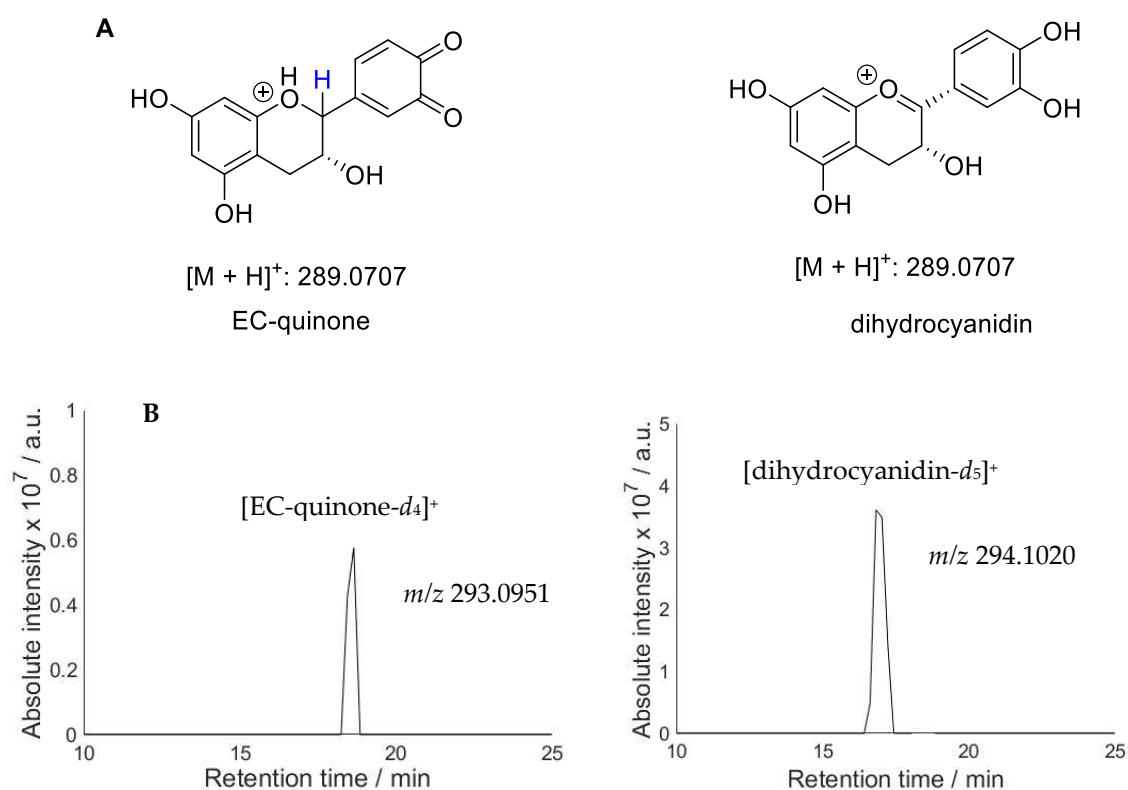 A
HO
H
⊕
O
H
O
O
OH
OH
[M + H]⁺: 289.0707
EC-quinone
HO
⊕
O
OH
OH
OH
OH
[M + H]⁺: 289.0707
dihydrocyanidin
B
Absolute intensity x 10⁷ / a.u.
1
0.8
0.6
0.4
0.2
0
[EC-quinone-d4]⁺
m/z 293.0951
10 15 20 25
Retention time / min
Absolute intensity x 10⁷ / a.u.
5
4
3
2
1
0
[dihydrocyanidin-d5]⁺
m/z 294.1020
10 15 20 25
Retention time / min